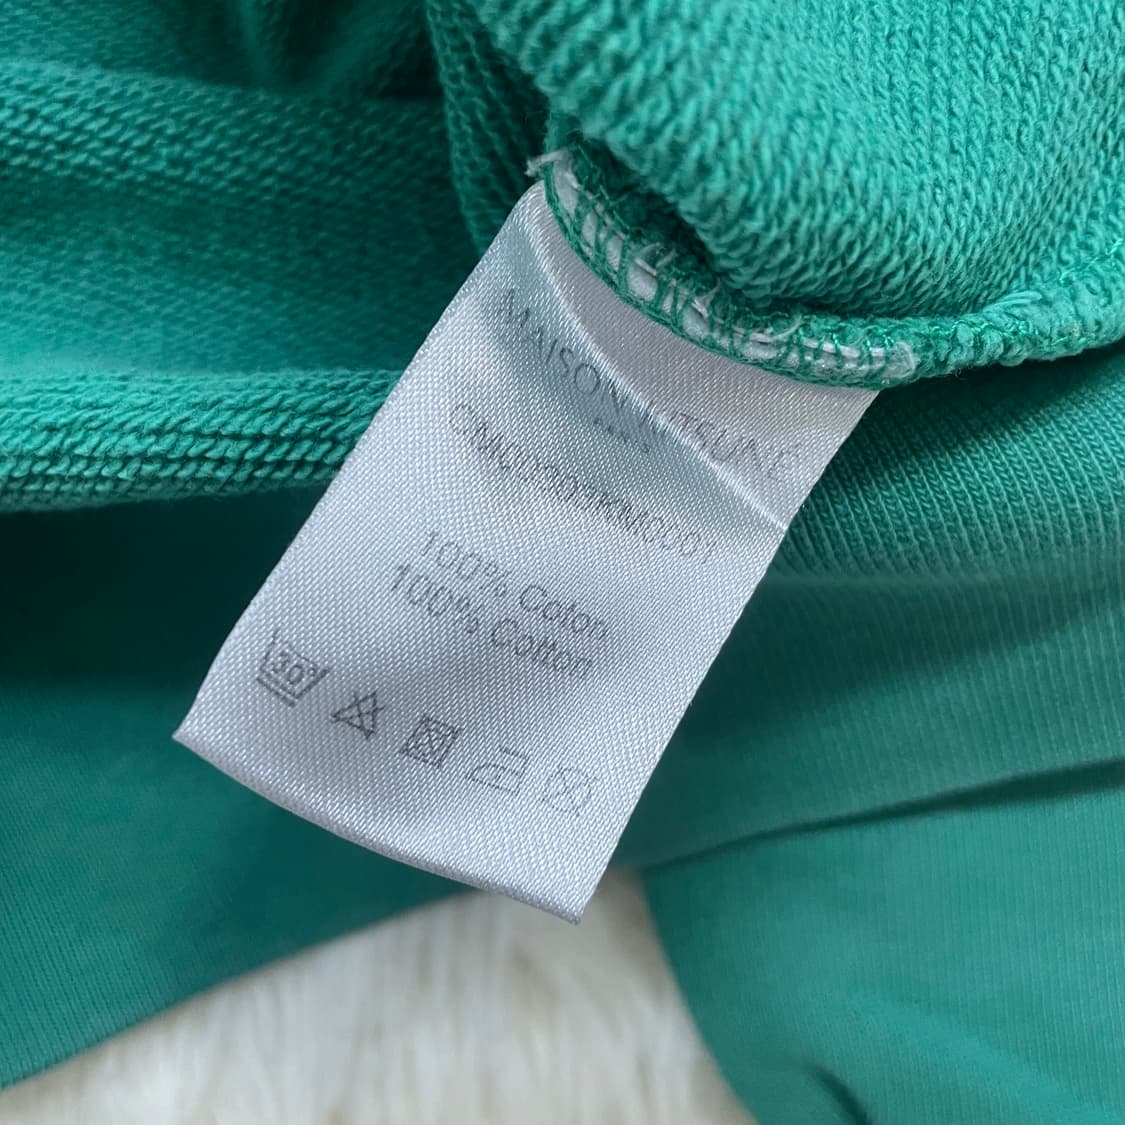 MAISON KITSUNÉ
100% Coton
100% Cotton
30°